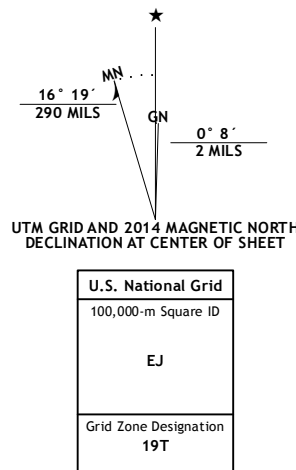 MN
16° 19´
290 MILS
GN
0° 8´
2 MILS
UTM GRID AND 2014 MAGNETIC NORTH
DECLINATION AT CENTER OF SHEET
U.S. National Grid
100,000-m Square ID
EJ
Grid Zone Designation
19T